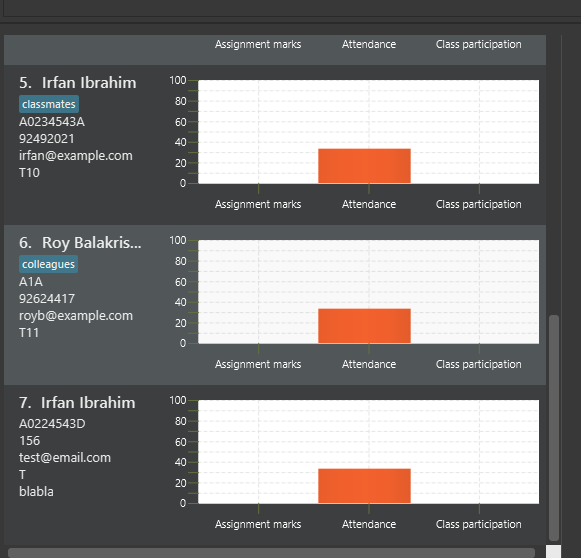 Assignment marks Attendance Class participation
5. Irfan Ibrahim
classmates
A0234543A
92492021
irfan@example.com
T10
100
80
60
40
20
0
Assignment marks Attendance Class participation
6. Roy Balakris...
colleagues
A1A
92624417
royb@example.com
T11
100
80
60
40
20
0
Assignment marks Attendance Class participation
7. Irfan Ibrahim
A0224543D
156
test@email.com
T
blabla
100
80
60
40
20
0
Assignment marks Attendance Class participation